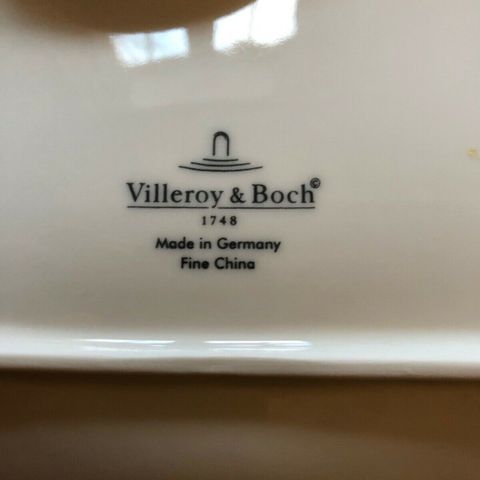 Villeroy & Boch©
1748
Made in Germany
Fine China